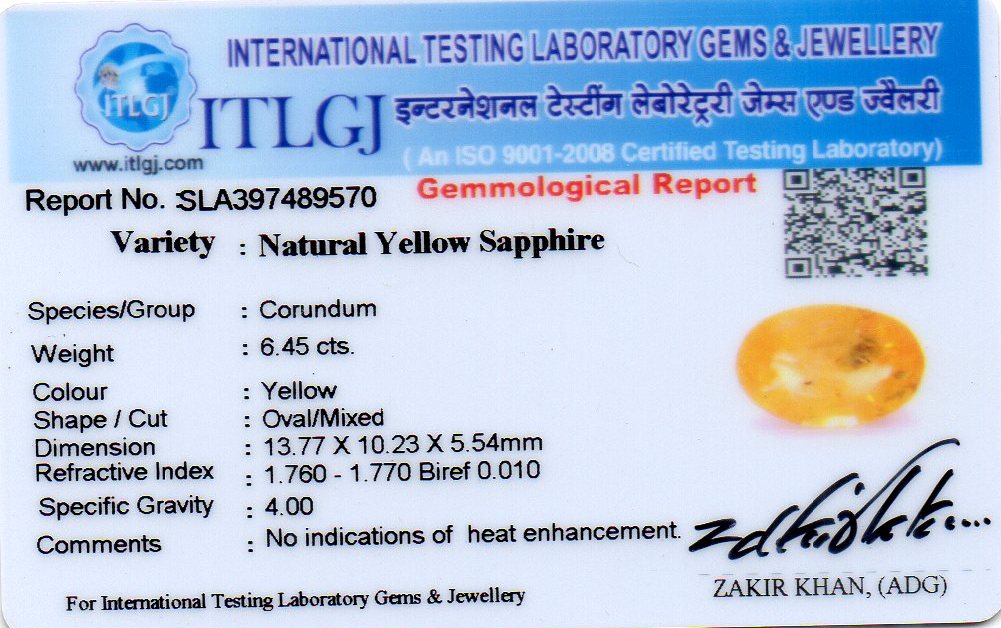 INTERNATIONAL TESTING LABORATORY GEMS & JEWELLERY
ITLGJ
ITLGJ इन्टरनेशनल टेस्टींग लेबोरेट्ररी जेम्स एण्ड ज्वैलरी
www.itlgj.com
( An ISO 9001-2008 Certified Testing Laboratory)
Gemmological Report
Report No. :SLA397489570
Variety : Natural Yellow Sapphire
Species/Group : Corundum
Weight : 6.45 cts.
Colour : Yellow
Shape / Cut : Oval/Mixed
Dimension : 13.77 X 10.23 X 5.54mm
Refractive Index : 1.760 - 1.770 Biref 0.010
Specific Gravity : 4.00
Comments : No indications of heat enhancement.
ZAKIR KHAN, (ADG)
For International Testing Laboratory Gems & Jewellery